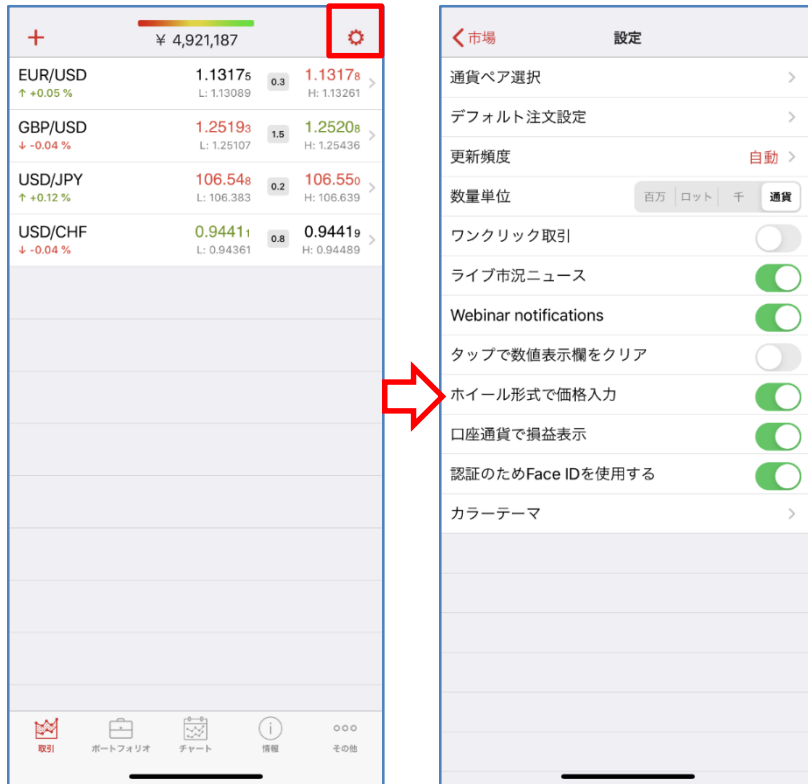 +
¥ 4,921,187
EUR/USD 1.13175 0.3 1.13178
↑ +0.05 % L: 1.13089 H: 1.13261
GBP/USD 1.25193 1.5 1.25208
↓ -0.04 % L: 1.25107 H: 1.25436
USD/JPY 106.548 0.2 106.550
↑ +0.12 % L: 106.383 H: 106.639
USD/CHF 0.94411 0.8 0.94419
↓ -0.04 % L: 0.94361 H: 0.94489
取引 ポートフォリオ チャート 情報 その他
市場 設定
通貨ペア選択
デフォルト注文設定
更新頻度 自動
数量単位 百万 ロット 千 通貨
ワンクリック取引
ライブ市況ニュース
Webinar notifications
タップで数値表示欄をクリア
ホイール形式で価格入力
口座通貨で損益表示
認証のためFace IDを使用する
カラーテーマ